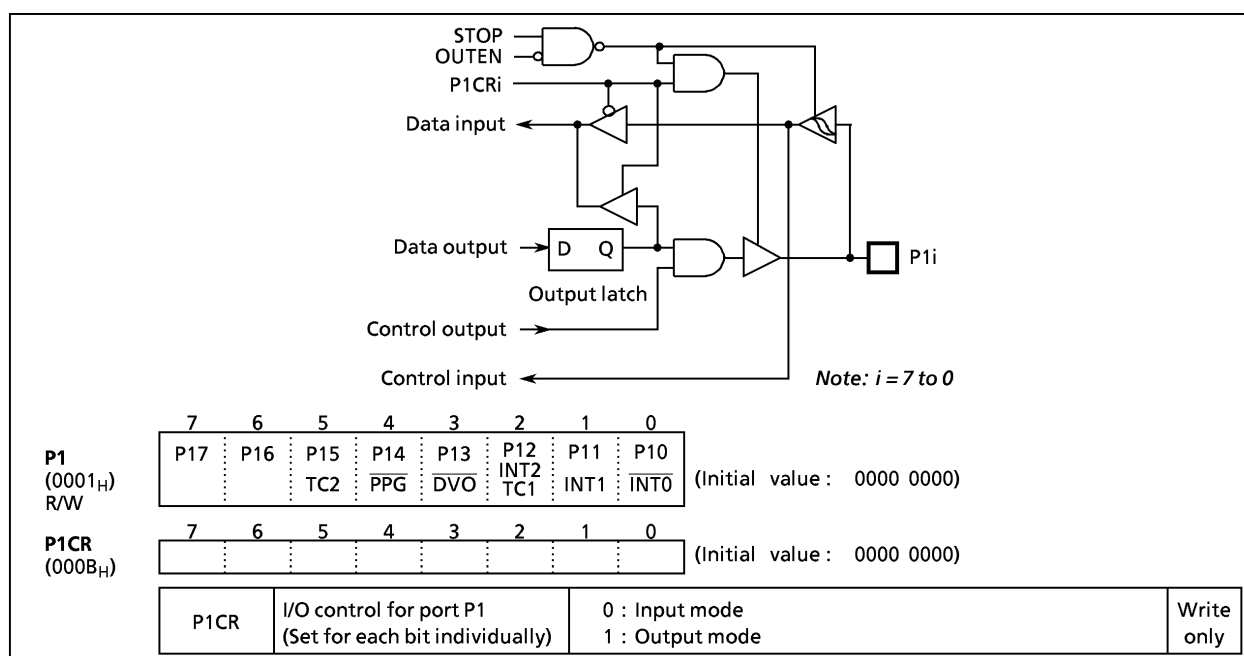 STOP
OUTEN
P1CRi
Data input
Data output
D Q
P1i
Output latch
Control output
Control input
Note: i = 7 to 0
7 6 5 4 3 2 1 0
P1
(0001H)
R/W
P17 P16 P15 P14 P13 P12 P11 P10
TC2 PPG DVO INT2 TC1 INT1 INT0
(Initial value : 0000 0000)
7 6 5 4 3 2 1 0
P1CR
(000BH)
(Initial value : 0000 0000)
P1CR
I/O control for port P1
(Set for each bit individually)
0 : Input mode
1 : Output mode
Write
only